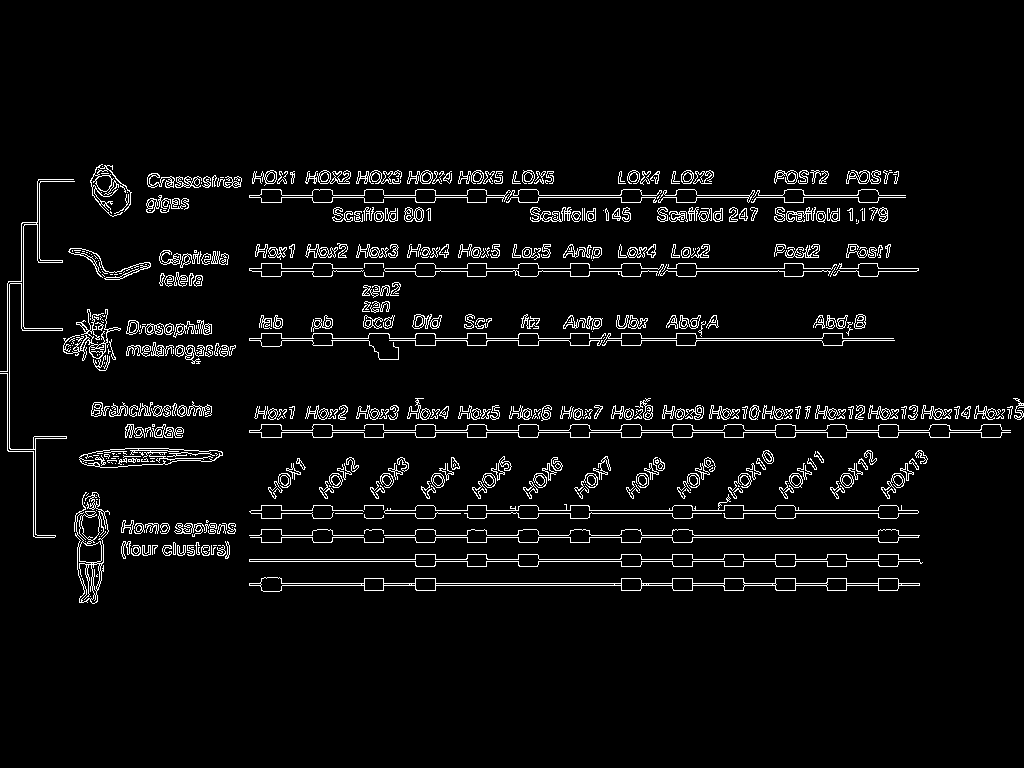 HOX1 HOX2 HOX3 HOX4 HOX5 LOX5 LOX4 LOX2 POST2 POST1
Crassostrea
gigas
Scaffold 801 Scaffold 145 Scaffold 247 Scaffold 1,179
Hox1 Hox2 Hox3 Hox4 Hox5 Lox5 Antp Lox4 Lox2 Post2 Post1
Capitella
teleta
zen2
zen
lab pb bcd Dfd Scr ftz Antp Ubx Abd-A Abd-B
Drosophila
melanogaster
Branchiostoma
floridae
Hox1 Hox2 Hox3 Hox4 Hox5 Hox6 Hox7 Hox8 Hox9 Hox10 Hox11 Hox12 Hox13 Hox14 Hox15
HOX1 HOX2 HOX3 HOX4 HOX5 HOX6 HOX7 HOX8 HOX9 HOX10 HOX11 HOX12 HOX13
Homo sapiens
(four clusters)